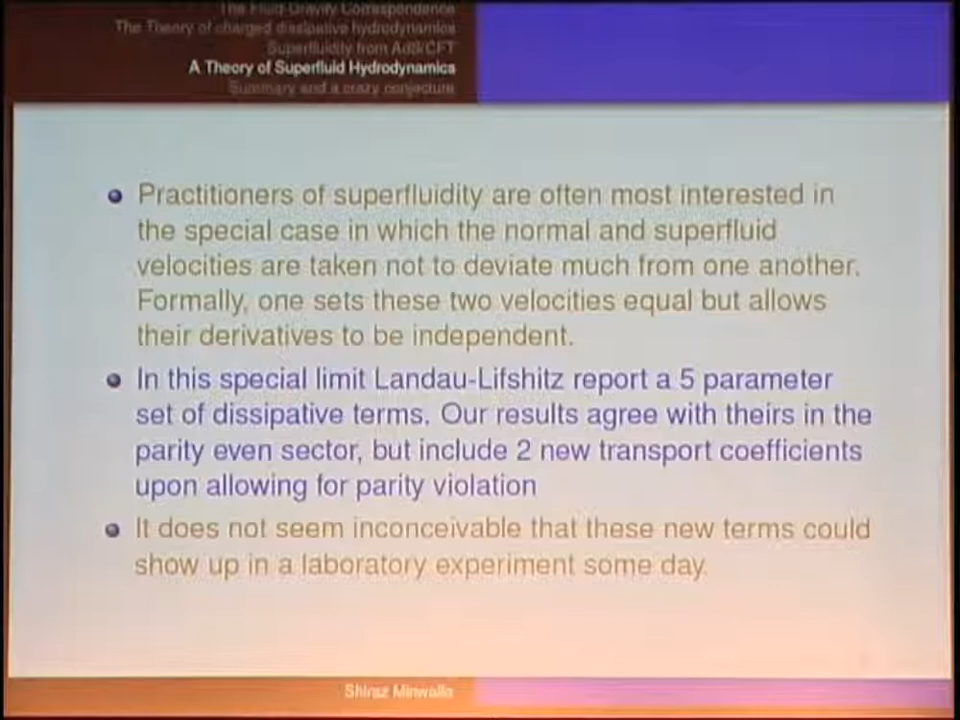 The Fluid-Gravity Correspondence
The Theory of charged dissipative hydrodynamics
Superfluidity from AdS/CFT
A Theory of Superfluid Hydrodynamics
Summary and a crazy conjecture
Practitioners of superfluidity are often most interested in
the special case in which the normal and superfluid
velocities are taken not to deviate much from one another.
Formally, one sets these two velocities equal but allows
their derivatives to be independent.
In this special limit Landau-Lifshitz report a 5 parameter
set of dissipative terms. Our results agree with theirs in the
parity even sector, but include 2 new transport coefficients
upon allowing for parity violation
It does not seem inconceivable that these new terms could
show up in a laboratory experiment some day.
Shiraz Minwalla